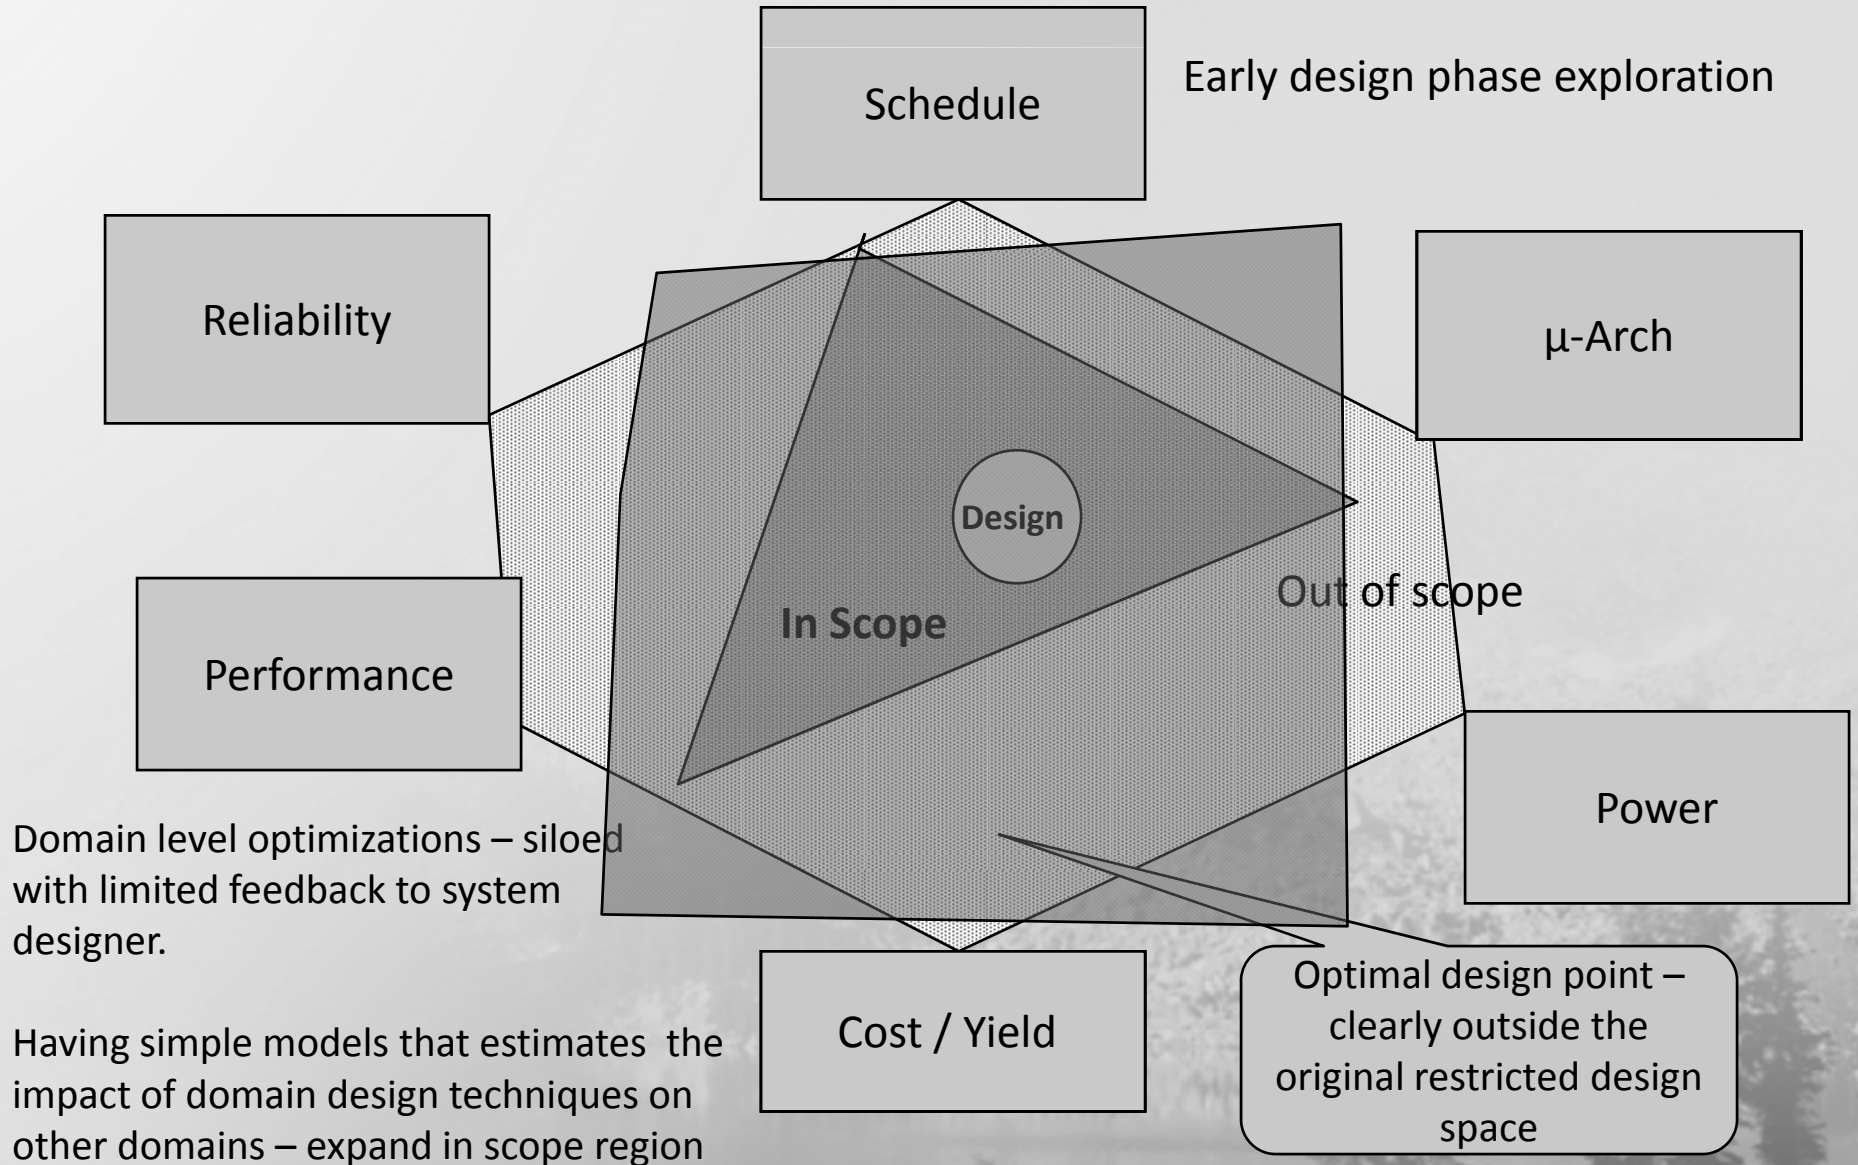 Schedule
Early design phase exploration
Reliability
µ-Arch
Design
Out of scope
In Scope
Performance
Power
Domain level optimizations – siloed
with limited feedback to system
designer.
Optimal design point –
clearly outside the
original restricted design
space
Cost / Yield
Having simple models that estimates the
impact of domain design techniques on
other domains – expand in scope region